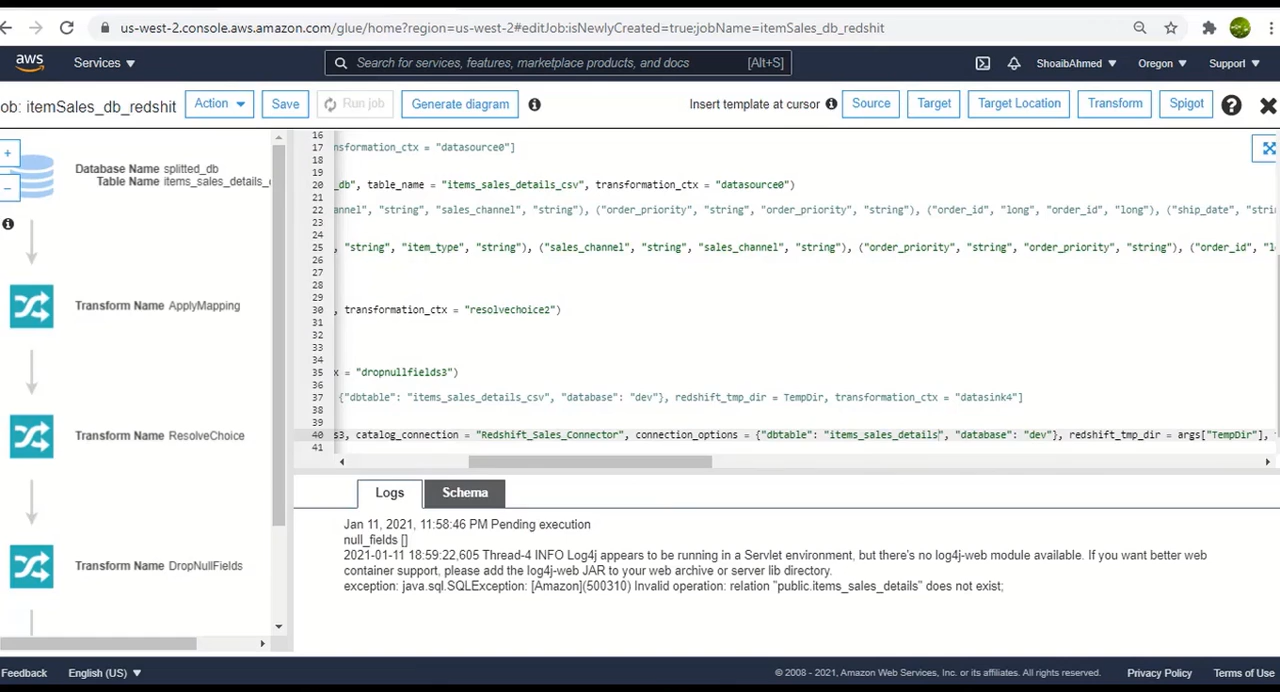 us-west-2.console.aws.amazon.com/glue/home?region=us-west-2#editJob:isNewlyCreated=true;jobName=itemSales_db_redshit
aws Services Search for services, features, marketplace products, and docs [Alt+S] ShoaibAhmed Oregon Support
ob: itemSales_db_redshit Action Save Run job Generate diagram Insert template at cursor Source Target Target Location Transform Spigot
Database Name splitted_db
Table Name items_sales_details_
Transform Name ApplyMapping
Transform Name ResolveChoice
Transform Name DropNullFields
16
17 nsformation_ctx = "datasource0"]
18
19
20 _db", table_name = "items_sales_details_csv", transformation_ctx = "datasource0")
21
22 annel", "string", "sales_channel", "string"), ("order_priority", "string", "order_priority", "string"), ("order_id", "long", "order_id", "long"), ("ship_date", "stri
23
24
25 , "string", "item_type", "string"), ("sales_channel", "string", "sales_channel", "string"), ("order_priority", "string", "order_priority", "string"), ("order_id", "l
26
27
28
29
30 , transformation_ctx = "resolvechoice2")
31
32
33
34
35 x = "dropnullfields3")
36
37 {"dbtable": "items_sales_details_csv", "database": "dev"}, redshift_tmp_dir = TempDir, transformation_ctx = "datasink4"]
38
39
40 s3, catalog_connection = "Redshift_Sales_Connector", connection_options = {"dbtable": "items_sales_details", "database": "dev"}, redshift_tmp_dir = args["TempDir"],
41
Logs Schema
Jan 11, 2021, 11:58:46 PM Pending execution
null_fields []
2021-01-11 18:59:22,605 Thread-4 INFO Log4j appears to be running in a Servlet environment, but there's no log4j-web module available. If you want better web
container support, please add the log4j-web JAR to your web archive or server lib directory.
exception: java.sql.SQLException: [Amazon](500310) Invalid operation: relation "public.items_sales_details" does not exist;
Feedback English (US) © 2008 - 2021, Amazon Web Services, Inc. or its affiliates. All rights reserved. Privacy Policy Terms of Use